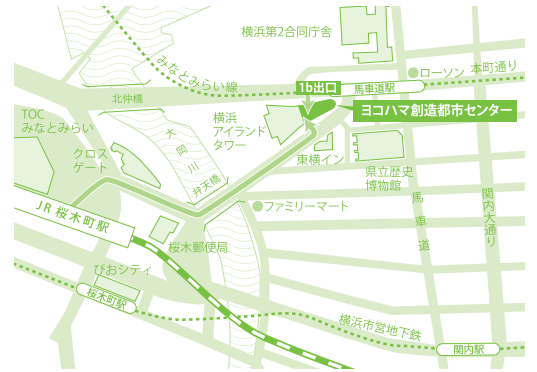 横浜第2合同庁舎
みなとみらい線
ローソン
本町通り
1b出口
馬車道駅
北仲橋
ヨコハマ創造都市センター
TOC
みなとみらい
横浜
アイランド
タワー
大岡川
クロス
ゲート
東横イン
県立歴史
博物館
弁天橋
馬車道
関内大通り
ファミリーマート
JR 桜木町駅
桜木郵便局
ぴおシティ
桜木町駅
横浜市営地下鉄
関内駅